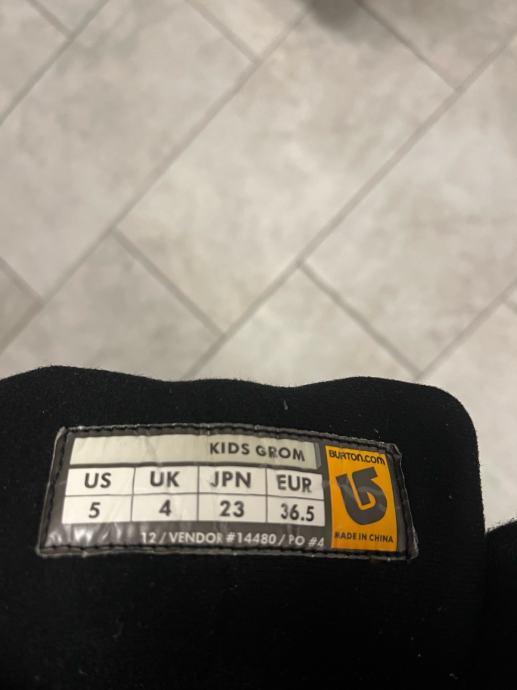 KIDS GROM
BURTON.COM
US UK JPN EUR
5 4 23 36.5
MADE IN CHINA
12 / VENDOR #14480 / PO #4